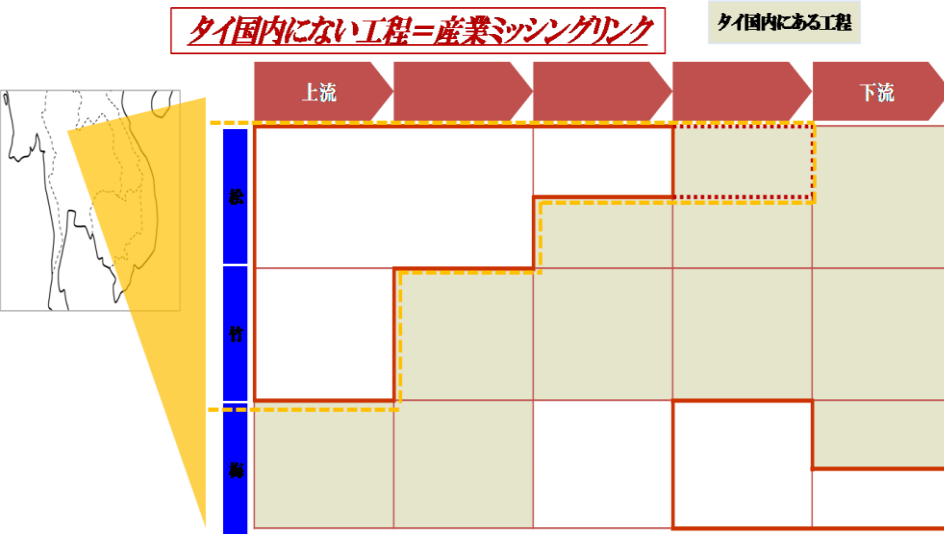 タイ国内にない工程=産業ミッシングリンク
タイ国内にある工程
上流
下流
松
竹
梅